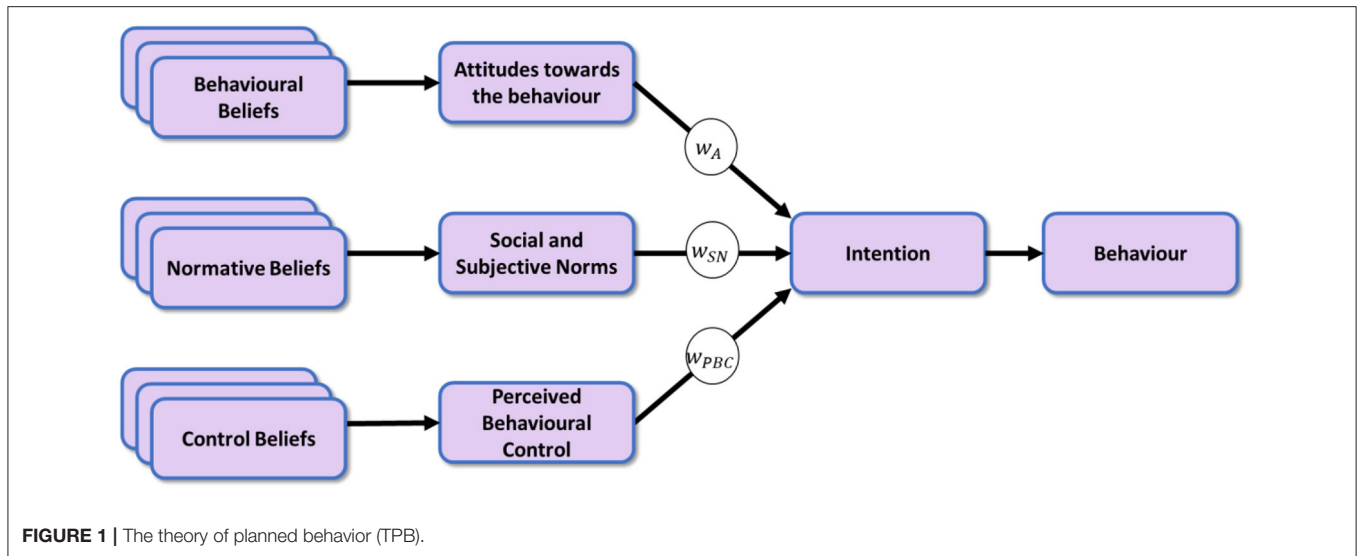 Behavioural
Beliefs
Attitudes towards
the behaviour
w_A
Normative Beliefs
Social and
Subjective Norms
w_SN
Intention
Behaviour
Control Beliefs
Perceived
Behavioural
Control
w_PBC
FIGURE 1 | The theory of planned behavior (TPB).